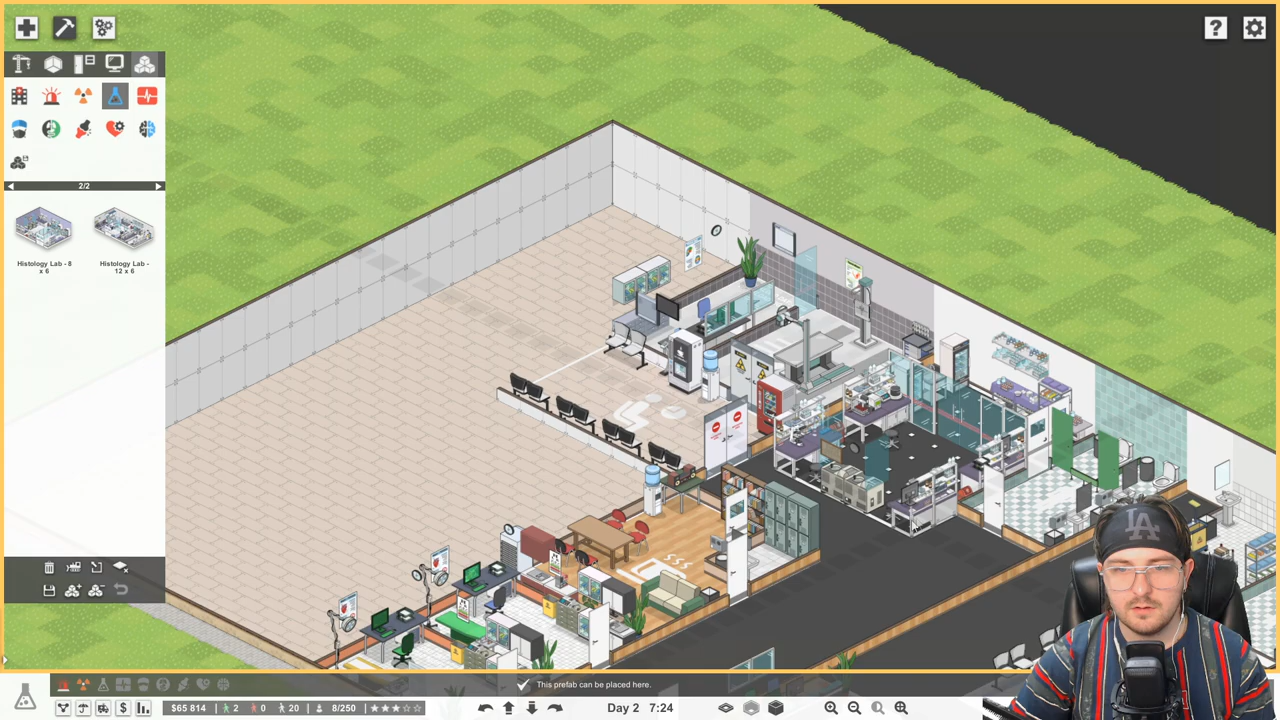 ?
2/2
Histology Lab - 8 x 6
Histology Lab - 12 x 6
LA
This prefab can be placed here.
$
$65 814
2
0
20
8/250
Day 2 7:24